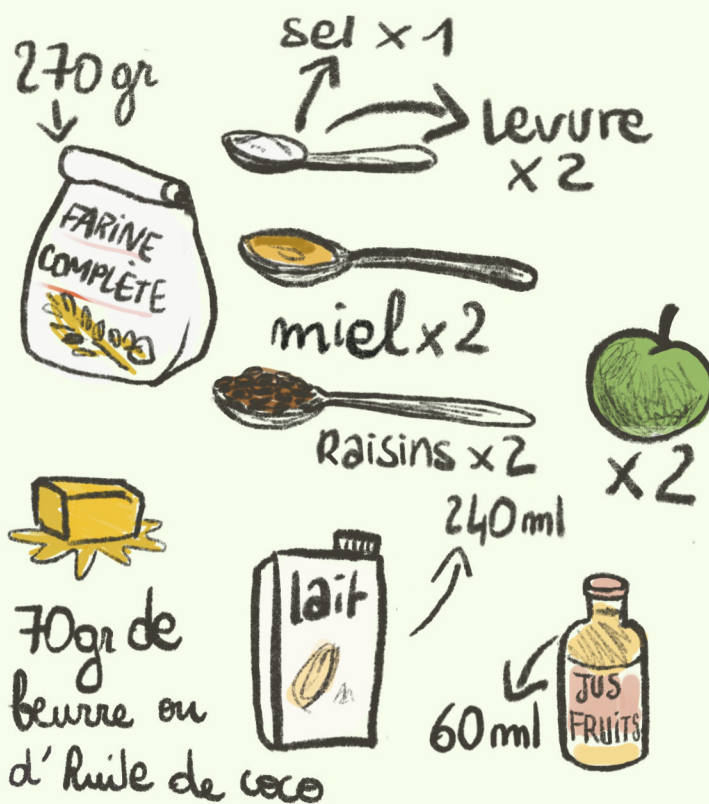 270 gr
sel x 1
Levure
x 2
FARINE
COMPLÈTE
miel x 2
Raisins x 2
x 2
240 ml
lait
70gr de
beurre ou
d'huile de coco
60 ml
JUS
FRUITS